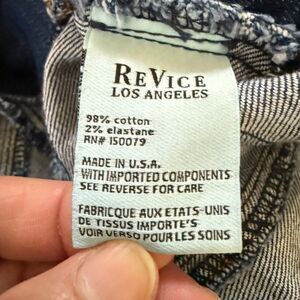 REVICE
LOS ANGELES
98% cotton
2% elastane
RN# 150079
MADE IN U.S.A.
WITH IMPORTED COMPONENTS
SEE REVERSE FOR CARE
FABRICQUE AUX ETATS-UNIS
DE TISSUS IMPORTE'S
VOIR VERSO POUR LES SOINS